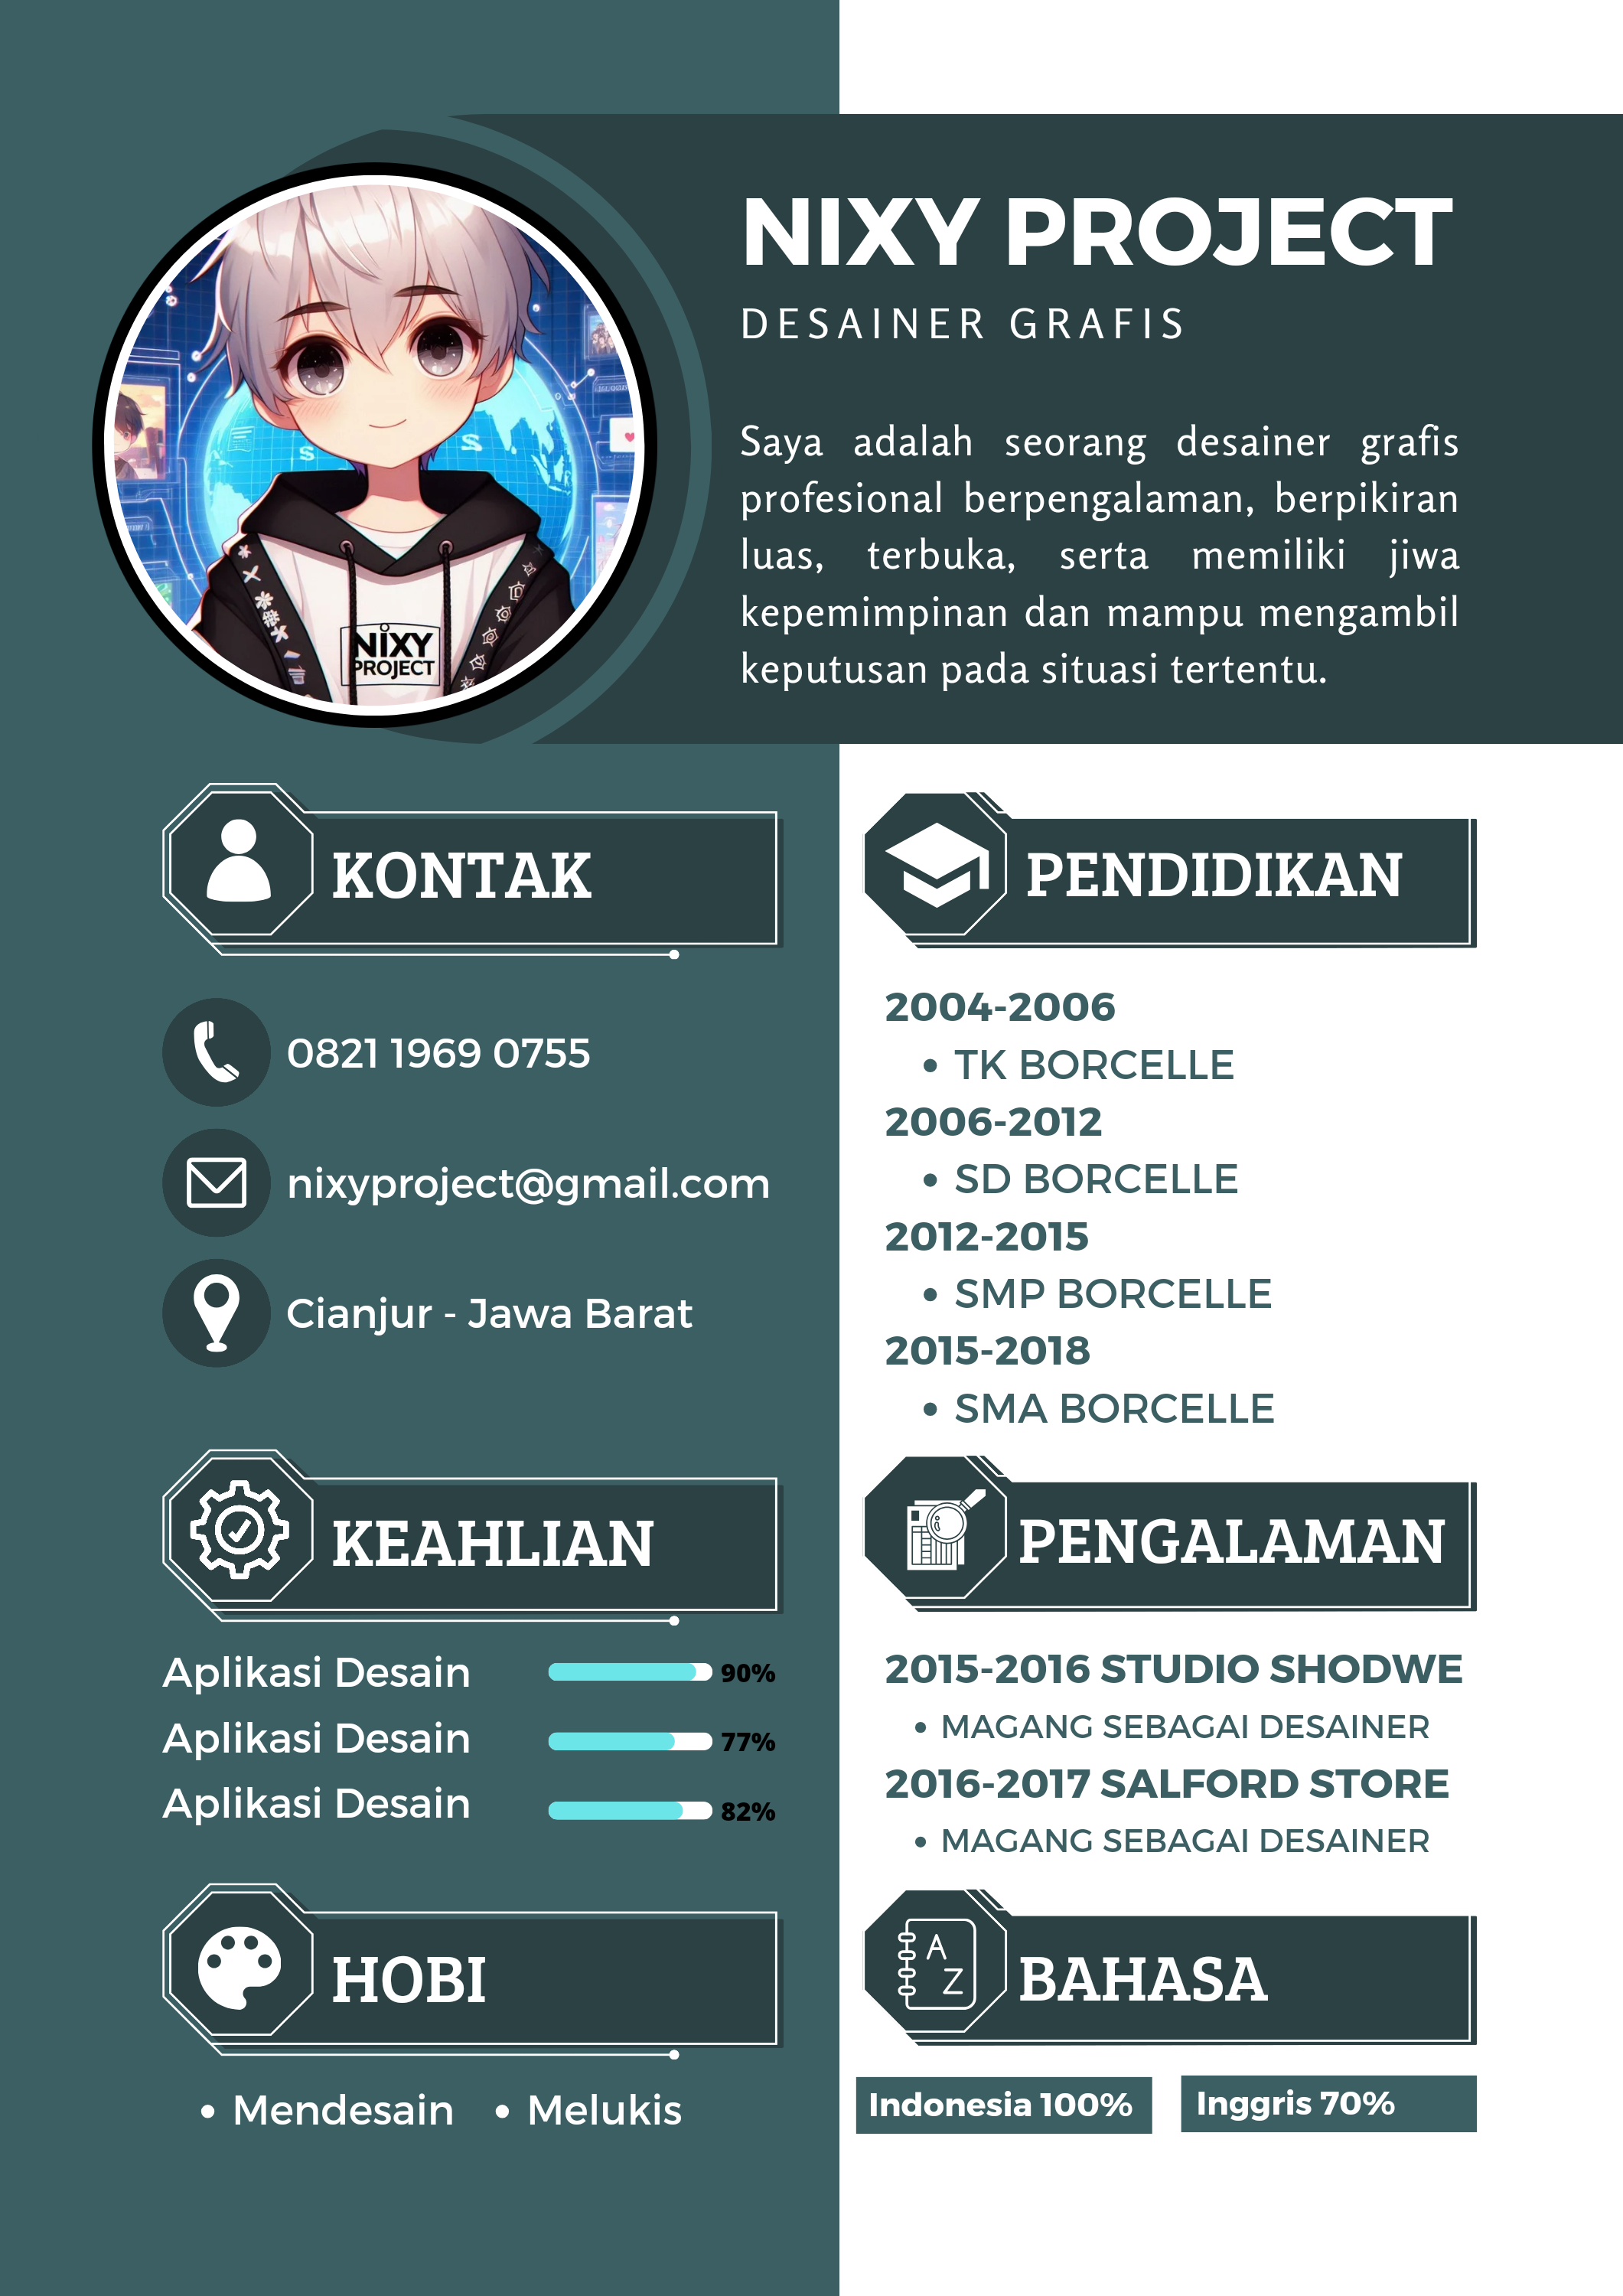 NIXY PROJECT
DESAINER GRAFIS
Saya adalah seorang desainer grafis
profesional berpengalaman, berpikiran
luas, terbuka, serta memiliki jiwa
kepemimpinan dan mampu mengambil
keputusan pada situasi tertentu.
NIXY
PROJECT
KONTAK
0821 1969 0755
nixyproject@gmail.com
Cianjur - Jawa Barat
KEAHLIAN
Aplikasi Desain 90%
Aplikasi Desain 77%
Aplikasi Desain 82%
HOBI
• Mendesain • Melukis
PENDIDIKAN
2004-2006
• TK BORCELLE
2006-2012
• SD BORCELLE
2012-2015
• SMP BORCELLE
2015-2018
• SMA BORCELLE
PENGALAMAN
2015-2016 STUDIO SHODWE
• MAGANG SEBAGAI DESAINER
2016-2017 SALFORD STORE
• MAGANG SEBAGAI DESAINER
A
Z
BAHASA
Indonesia 100%
Inggris 70%